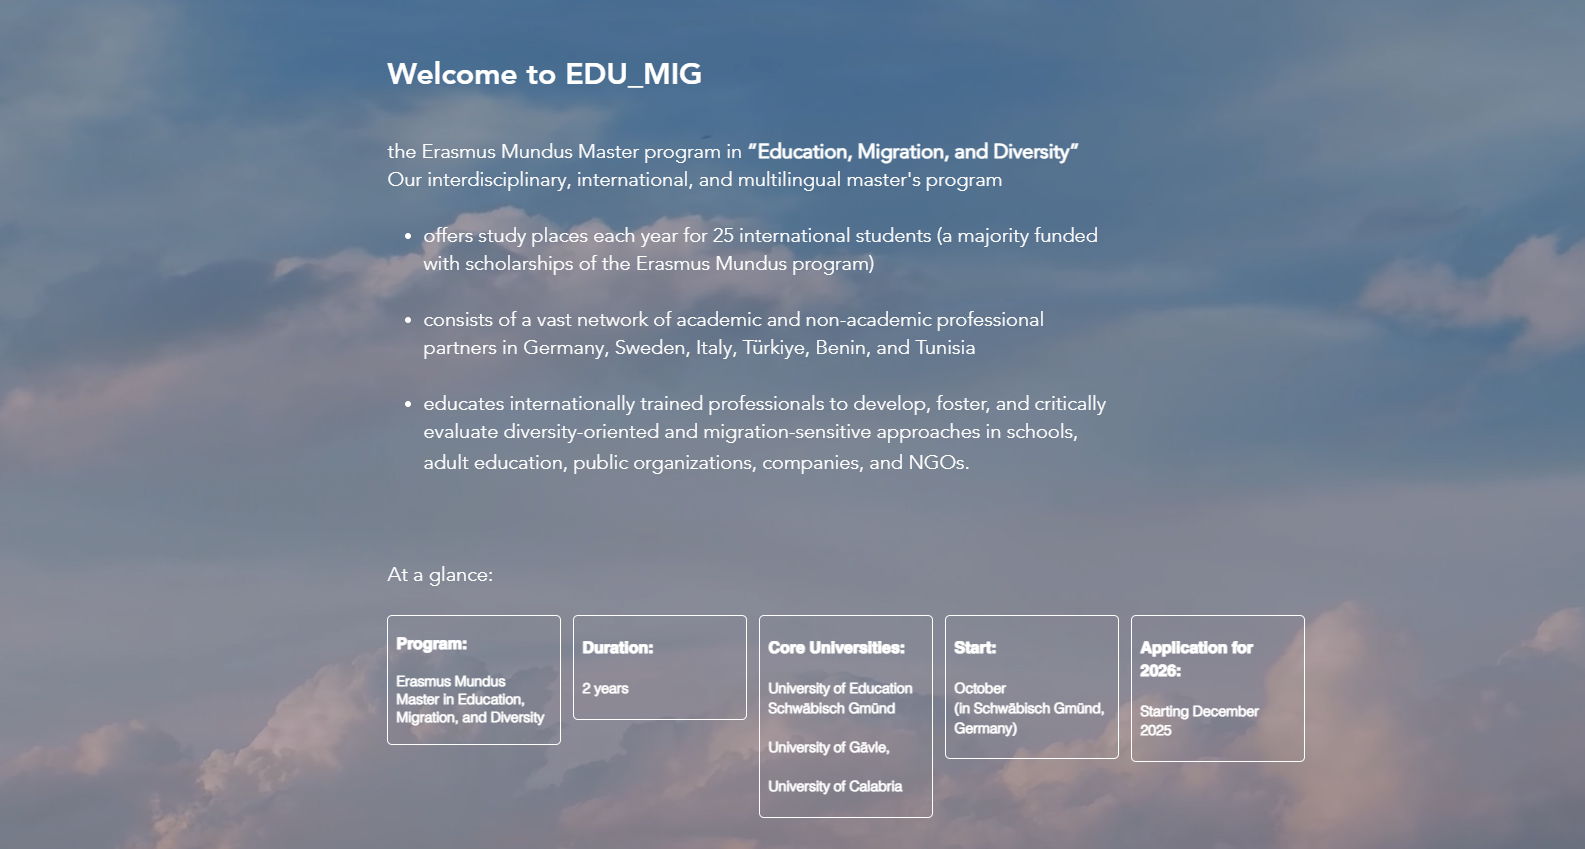 Welcome to EDU_MIG
the Erasmus Mundus Master program in “Education, Migration, and Diversity”
Our interdisciplinary, international, and multilingual master's program
• offers study places each year for 25 international students (a majority funded
with scholarships of the Erasmus Mundus program)
• consists of a vast network of academic and non-academic professional
partners in Germany, Sweden, Italy, Türkiye, Benin, and Tunisia
• educates internationally trained professionals to develop, foster, and critically
evaluate diversity-oriented and migration-sensitive approaches in schools,
adult education, public organizations, companies, and NGOs.
At a glance:
Program:
Erasmus Mundus
Master in Education,
Migration, and Diversity
Duration:
2 years
Core Universities:
University of Education
Schwäbisch Gmünd
University of Gävle,
University of Calabria
Start:
October
(in Schwäbisch Gmünd,
Germany)
Application for
2026:
Starting December
2025